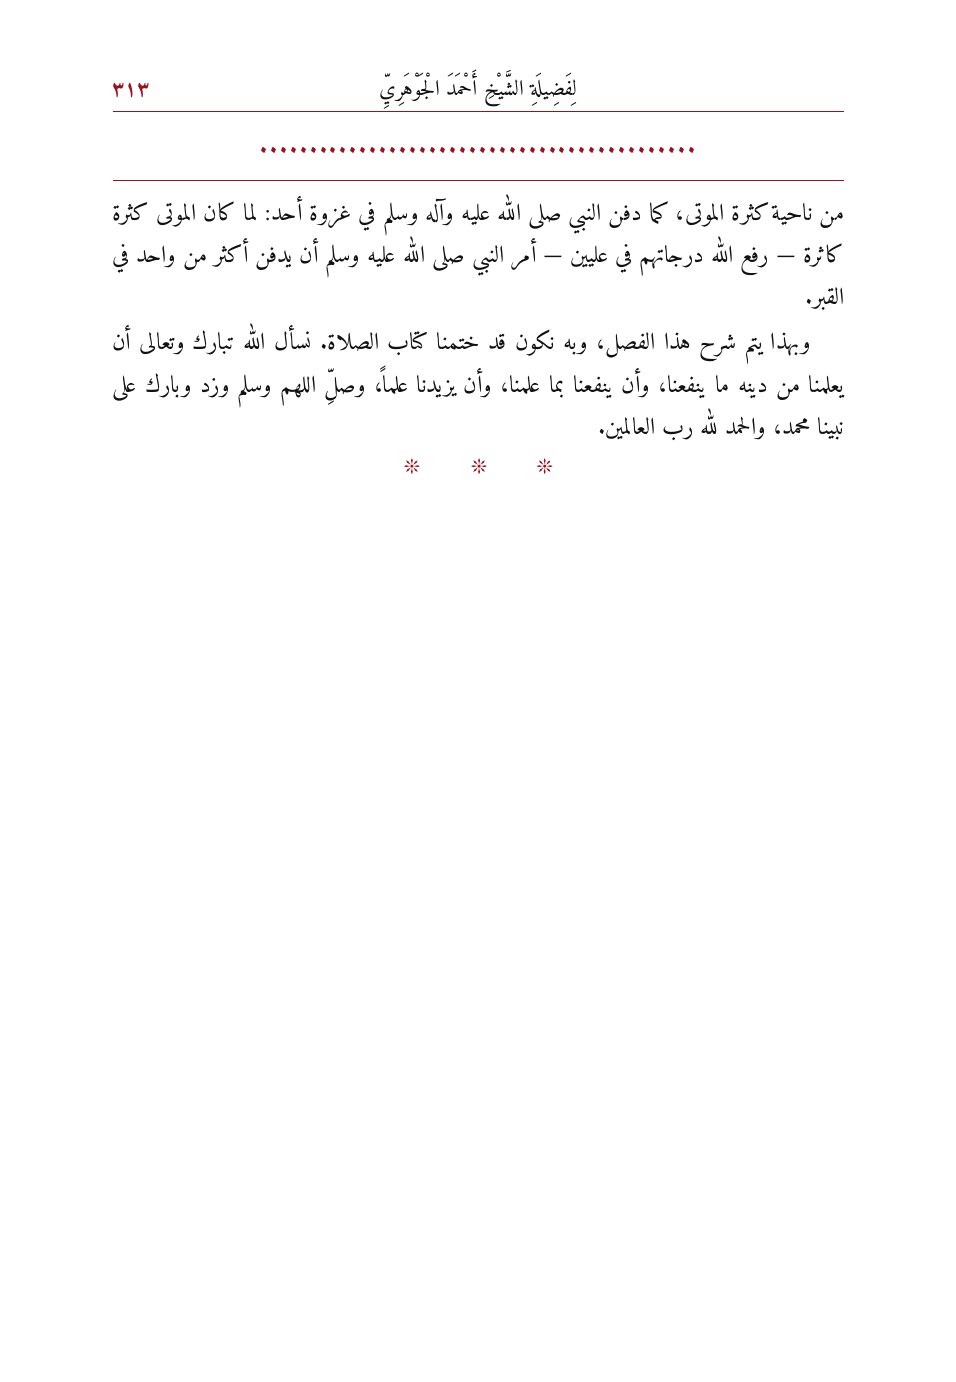 لِفَضِيلَةِ الشَّيْخِ أَحْمَدَ الْجَوْهَرِيِّ ٣١٣
من ناحية كثرة الموتى، كما دفن النبي صلى الله عليه وآله وسلم في غزوة أحد: لما كان الموتى كثرة
كاثرة — رفع الله درجاتهم في عليين — أمر النبي صلى الله عليه وسلم أن يدفن أكثر من واحد في
القبر.
وبهذا يتم شرح هذا الفصل، وبه نكون قد ختمنا كتاب الصلاة. نسأل الله تبارك وتعالى أن
يعلمنا من دينه ما ينفعنا، وأن ينفعنا بما علمنا، وأن يزيدنا علماً، وصلِّ اللهم وسلم وزد وبارك على
نبينا محمد، والحمد لله رب العالمين.